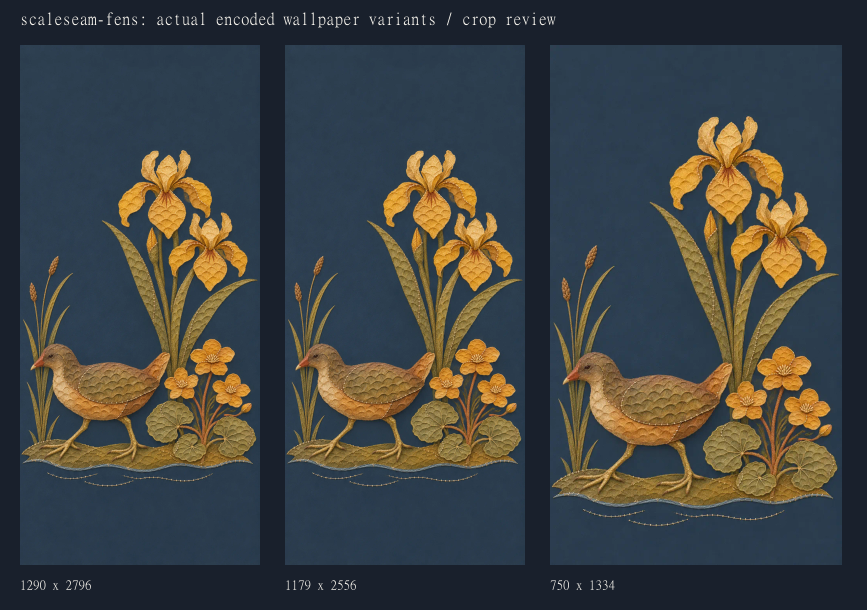 scaleseam-fens: actual encoded wallpaper variants / crop review
1290 x 2796
1179 x 2556
750 x 1334